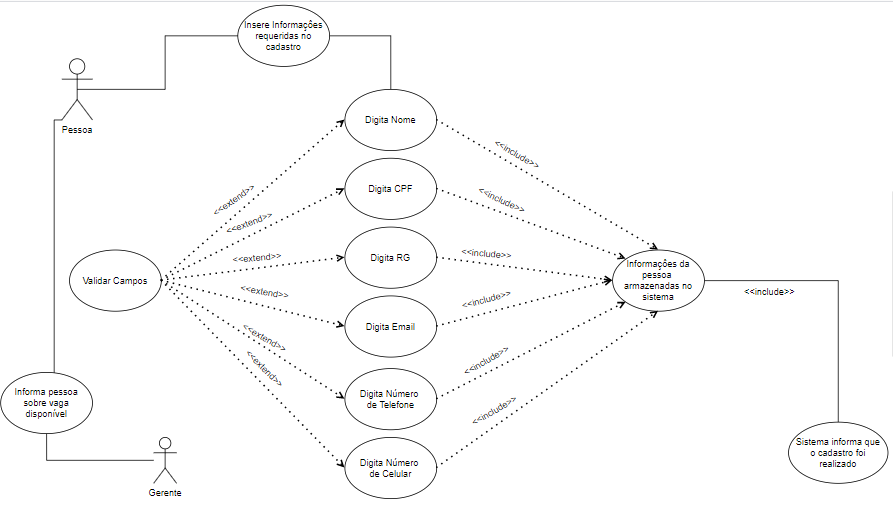 Insere Informações
requeridas no
cadastro
Pessoa
Digita Nome
<<include>>
<<extend>>
Digita CPF
<<include>>
<<extend>>
Digita RG
<<include>>
<<extend>>
Validar Campos
Informações da
pessoa
armazenadas no
sistema
<<include>>
<<extend>>
<<include>>
Digita Email
<<extend>>
<<include>>
<<extend>>
Digita Número
de Telefone
Informa pessoa
sobre vaga
disponível
<<include>>
Digita Número
de Celular
Sistema informa que
o cadastro foi
realizado
Gerente